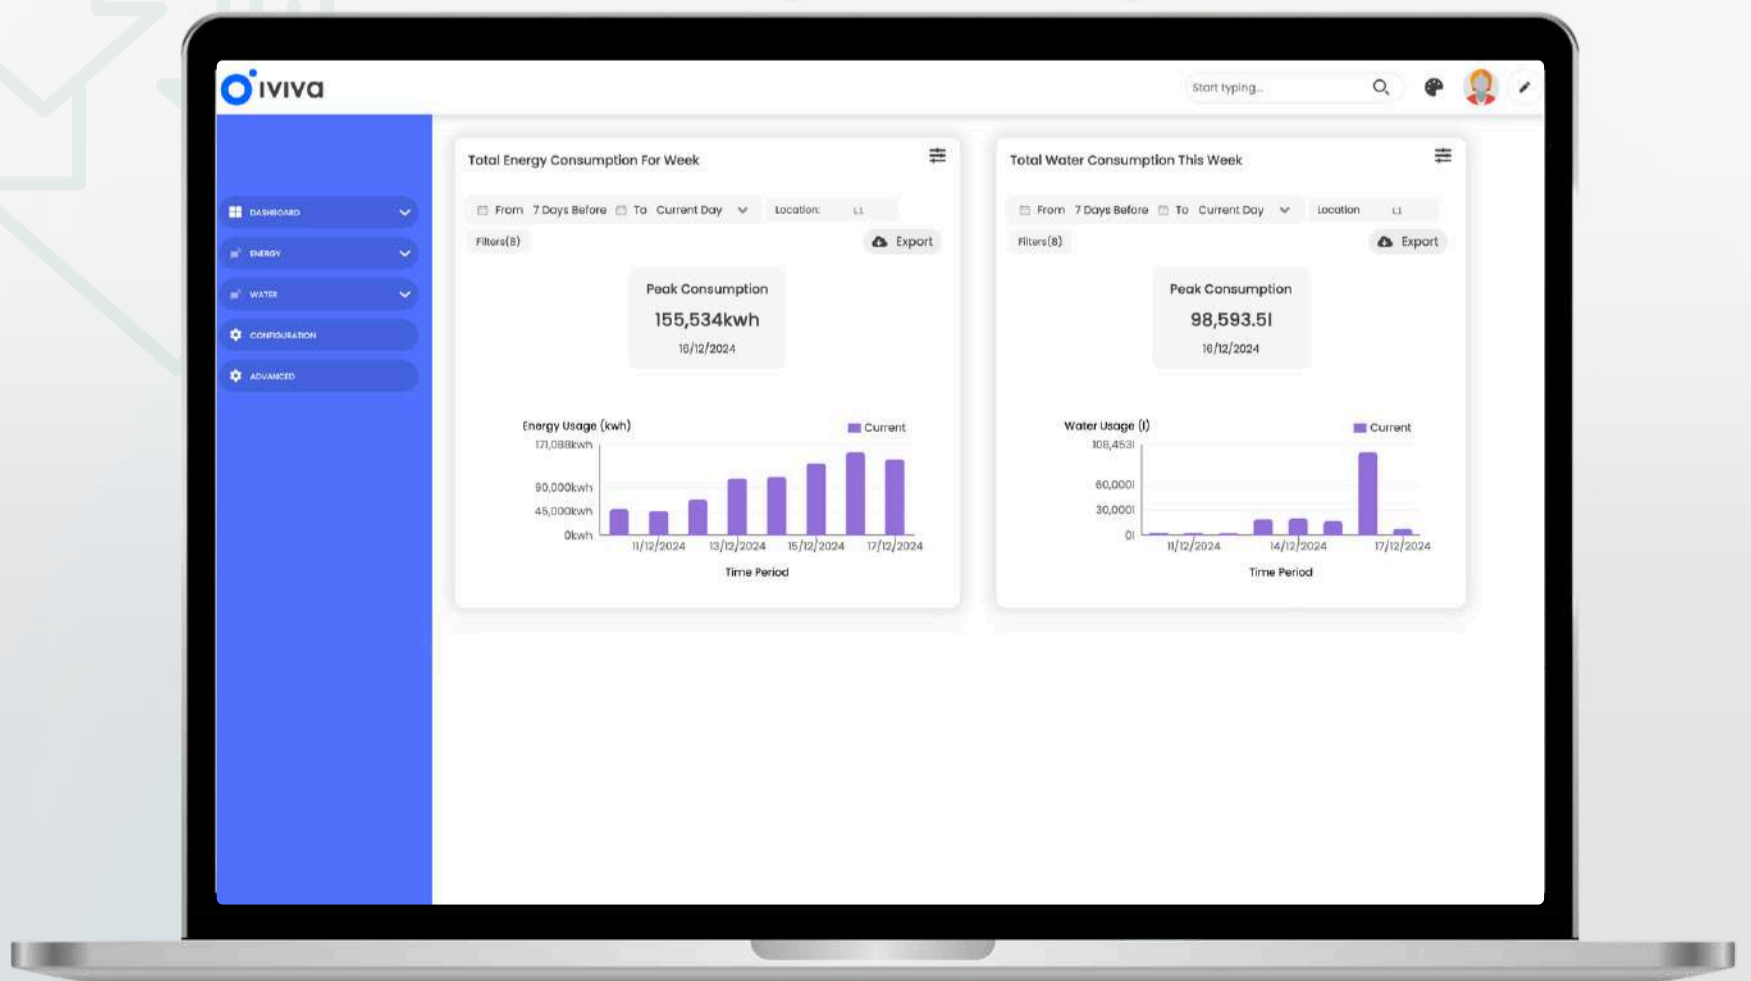 iviva
Start typing..
DASHBOARD
ENERGY
WATER
CONFIGURATION
ADVANCED
Total Energy Consumption For Week
From 7 Days Before To Current Day Location: L1
Filters(8)
Export
Peak Consumption
155,534kwh
16/12/2024
Energy Usage (kwh)
Current
171,088kwh
90,000kwh
45,000kwh
0kwh
11/12/2024 13/12/2024 15/12/2024 17/12/2024
Time Period
Total Water Consumption This Week
From 7 Days Before To Current Day Location L1
Filters(8)
Export
Peak Consumption
98,593.5l
16/12/2024
Water Usage (l)
Current
108,453l
60,000l
30,000l
0l
11/12/2024 14/12/2024 17/12/2024
Time Period